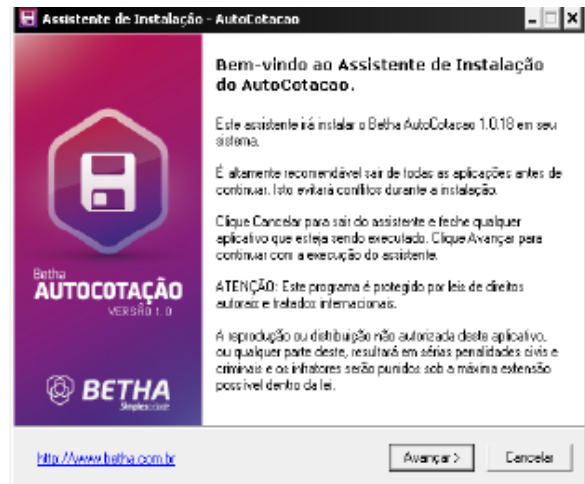 Assistente de Instalação - AutoCotacao
Bem-vindo ao Assistente de Instalação
do AutoCotacao.
Este assistente irá instalar o Betha AutoCotacao 1.0.18 em seu
sistema.
É altamente recomendável sair de todas as aplicações antes de
continuar. Isto evitará conflitos durante a instalação.
Clique Cancelar para sair do assistente e feche qualquer
aplicativo que esteja sendo executado. Clique Avançar para
continuar com a execução do assistente.
ATENÇÃO: Este programa é protegido por leis de direitos
autorais e tratados internacionais.
A reprodução ou distribuição não autorizada deste aplicativo,
ou qualquer parte deste, resultará em sérias penalidades civis e
criminais e os infratores serão punidos sob a máxima extensão
possível dentro da lei.
Betha
AUTOCOTAÇÃO
VERSÃO 1.0
BETHA
http://www.betha.com.br
Avançar >
Cancelar